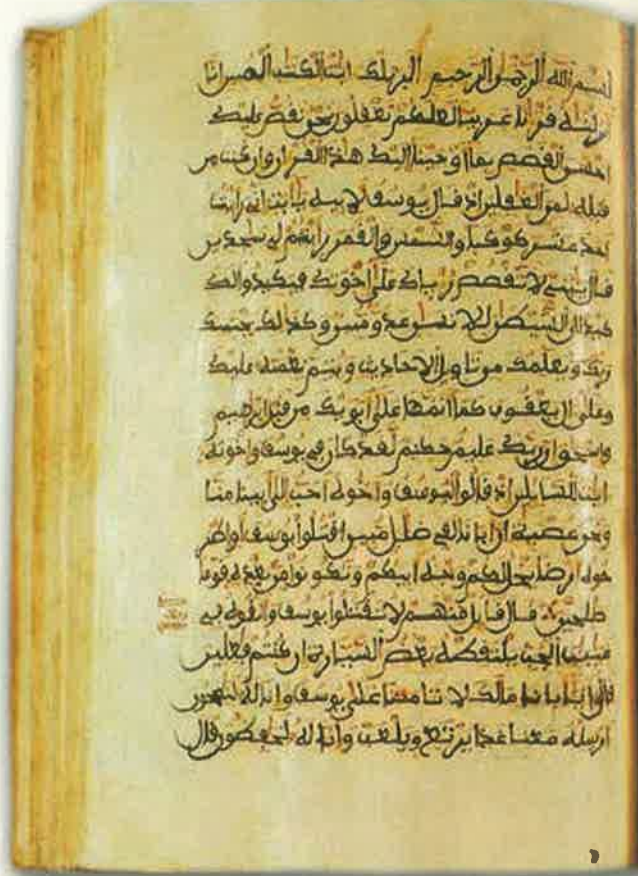 بسم الله الرحمن الرحيم الر تلك ايت الكتب المبين انا
انزلنه قرءنا عربيا لعلكم تعقلون نحن نقص عليك
احسن القصص بما اوحينا اليك هذا القرءان وان كنت من
قبله لمن الغفلين اذ قال يوسف لابيه يابت اني رايت
احد عشر كوكبا والشمس والقمر رايتهم لي سجدين
قال يبني لا تقصص رءياك على اخوتك فيكيدوا لك
كيدا ان الشيطن للانسن عدو مبين وكذلك يجتبيك
ربك ويعلمك من تاويل الاحاديث ويتم نعمته عليك
وعلى ال يعقوب كما اتمها على ابويك من قبل ابرهيم
واسحق ان ربك عليم حكيم لقد كان في يوسف واخوته
ايت للسايلين اذ قالوا ليوسف واخوه احب الى ابينا منا
ونحن عصبة ان ابانا لفي ضلل مبين اقتلوا يوسف او اطر
حوه ارضا يخل لكم وجه ابيكم وتكونوا من بعده قوما
صلحين قال قايل منهم لا تقتلوا يوسف والقوه في
غيبت الجب يلتقطه بعض السيارة ان كنتم فعلين
قالوا يابانا مالك لا تامنا على يوسف وانا له لنصحون
ارسله معنا غدا يرتع ويلعب وانا له لحفظون قال